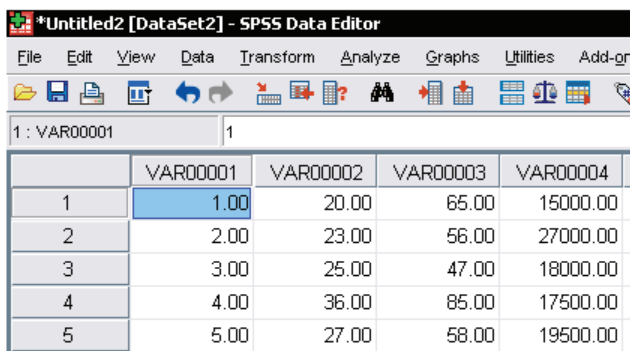 *Untitled2 [DataSet2] - SPSS Data Editor
File Edit View Data Transform Analyze Graphs Utilities
1 : VAR00001 1
VAR00001 VAR00002 VAR00003 VAR00004
1 1.00 20.00 65.00 15000.00
2 2.00 23.00 56.00 27000.00
3 3.00 25.00 47.00 18000.00
4 4.00 36.00 85.00 17500.00
5 5.00 27.00 58.00 19500.00